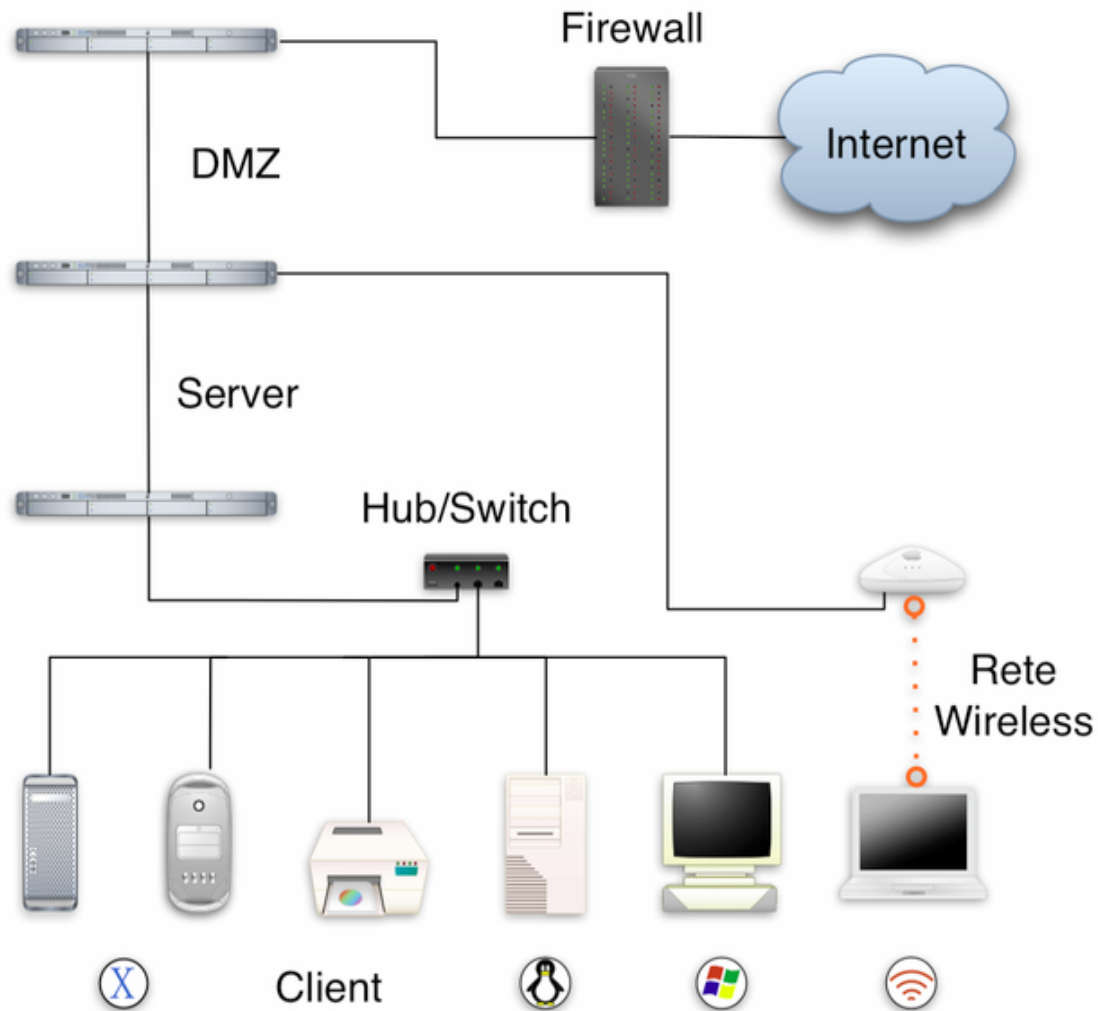 Firewall
Internet
DMZ
Server
Hub/Switch
Rete
Wireless
X
Client